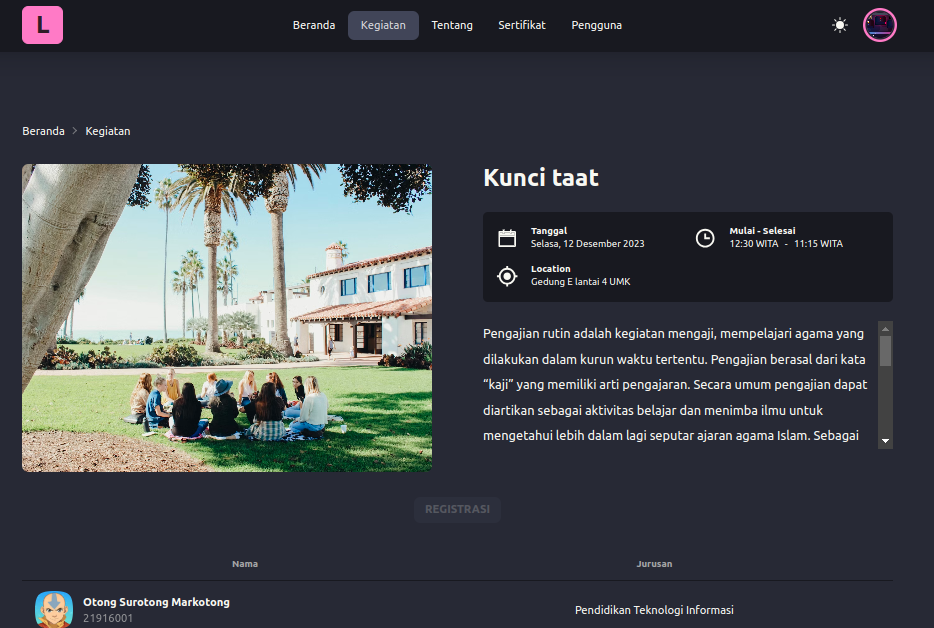 L
Beranda Kegiatan Tentang Sertifikat Pengguna
Beranda > Kegiatan
Kunci taat
Tanggal
Selasa, 12 Desember 2023
Mulai - Selesai
12:30 WITA - 11:15 WITA
Location
Gedung E lantai 4 UMK
Pengajian rutin adalah kegiatan mengaji, mempelajari agama yang
dilakukan dalam kurun waktu tertentu. Pengajian berasal dari kata
“kaji” yang memiliki arti pengajaran. Secara umum pengajian dapat
diartikan sebagai aktivitas belajar dan menimba ilmu untuk
mengetahui lebih dalam lagi seputar ajaran agama Islam. Sebagai
REGISTRASI
Nama Jurusan
Otong Surotong Markotong
21916001
Pendidikan Teknologi Informasi